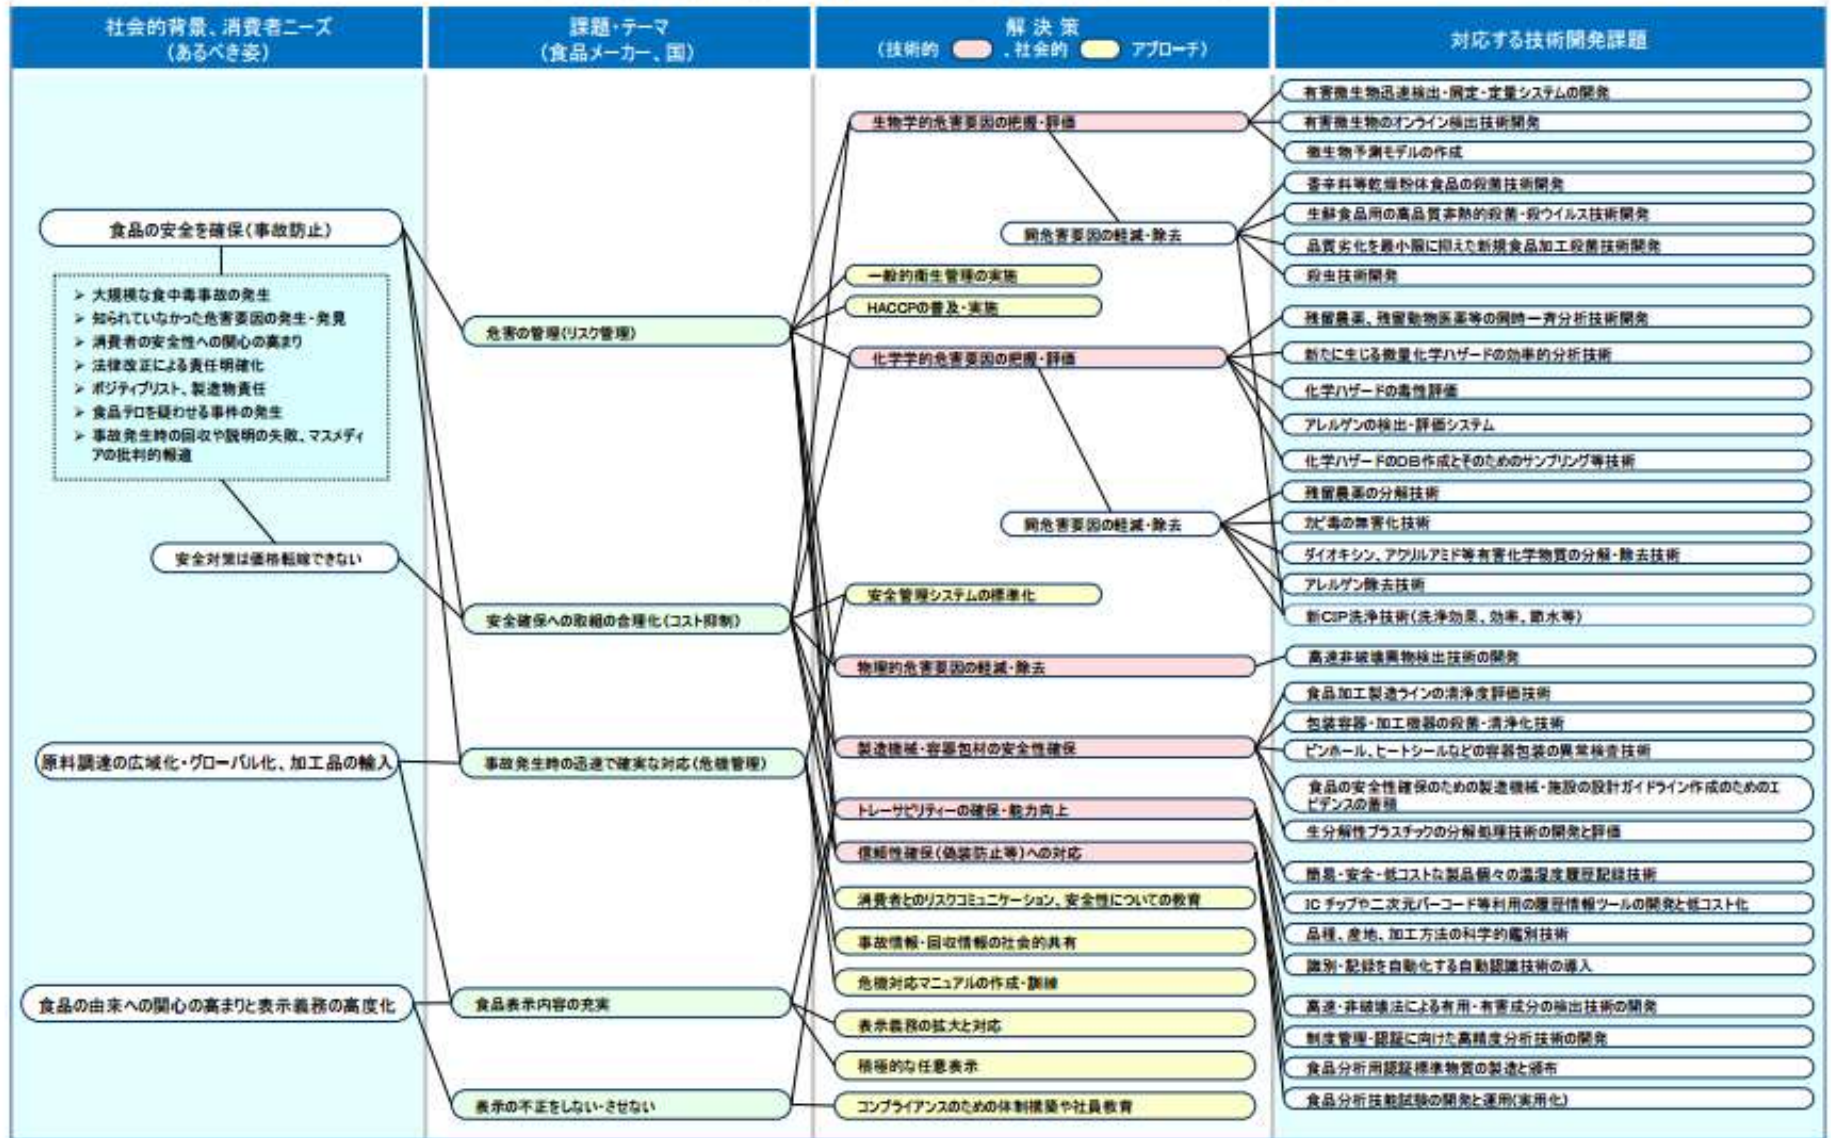 社会的背景、消費者ニーズ
(あるべき姿)
課題・テーマ
(食品メーカー、国)
解 決 策
(技術的 、社会的 アプローチ)
対応する技術開発課題
食品の安全を確保(事故防止)
➢ 大規模な食中毒事故の発生
➢ 知られていなかった危害要因の発生・発見
➢ 消費者の安全性への関心の高まり
➢ 法律改正による責任明確化
➢ ポジティブリスト、製造物責任
➢ 食品テロを疑わせる事件の発生
➢ 事故発生時の回収や説明の失敗、マスメディ
アの批判的報道
安全対策は価格転嫁できない
原料調達の広域化・グローバル化、加工品の輸入
食品の由来への関心の高まりと表示義務の高度化
危害の管理(リスク管理)
安全確保への取組の合理化(コスト抑制)
事故発生時の迅速で確実な対応(危機管理)
食品表示内容の充実
表示の不正をしない・させない
生物学的危害要因の把握・評価
同危害要因の軽減・除去
一般的衛生管理の実施
HACCPの普及・実施
化学学的危害要因の把握・評価
同危害要因の軽減・除去
安全管理システムの標準化
物理的危害要因の軽減・除去
製造機械・容器包材の安全性確保
トレーサビリティーの確保・能力向上
信頼性確保(偽装防止等)への対応
消費者とのリスクコミュニケーション、安全性についての教育
事故情報・回収情報の社会的共有
危機対応マニュアルの作成・訓練
表示義務の拡大と対応
積極的な任意表示
コンプライアンスのための体制構築や社員教育
有害微生物迅速検出・同定・定量システムの開発
有害微生物のオンライン検出技術開発
微生物予測モデルの作成
香辛料等乾燥粉体食品の殺菌技術開発
生鮮食品用の高品質非熱的殺菌・殺ウイルス技術開発
品質劣化を最小限に抑えた新規食品加工殺菌技術開発
殺虫技術開発
残留農薬、残留動物医薬等の同時一斉分析技術開発
新たに生じる微量化学ハザードの効率的分析技術
化学ハザードの毒性評価
アレルゲンの検出・評価システム
化学ハザードのDB作成とそのためのサンプリング等技術
残留農薬の分解技術
カビ毒の無害化技術
ダイオキシン、アクリルアミド等有害化学物質の分解・除去技術
アレルゲン除去技術
新CIP洗浄技術(洗浄効果、効率、節水等)
高速非破壊異物検出技術の開発
食品加工製造ラインの清浄度評価技術
包装容器・加工機器の殺菌・清浄化技術
ピンホール、ヒートシールなどの容器包装の異常検査技術
食品の安全性確保のための製造機械・施設の設計ガイドライン作成のためのエ
ビデンスの蓄積
生分解性プラスチックの分解処理技術の開発と評価
簡易・安全・低コストな製品個々の温湿度履歴記録技術
IC チップや二次元バーコード等利用の履歴情報ツールの開発と低コスト化
品種、産地、加工方法の科学的鑑別技術
識別・記録を自動化する自動認識技術の導入
高速・非破壊法による有用・有害成分の検出技術の開発
制度管理・認証に向けた高精度分析技術の開発
食品分析用認証標準物質の製造と頒布
食品分析技能試験の開発と運用(実用化)